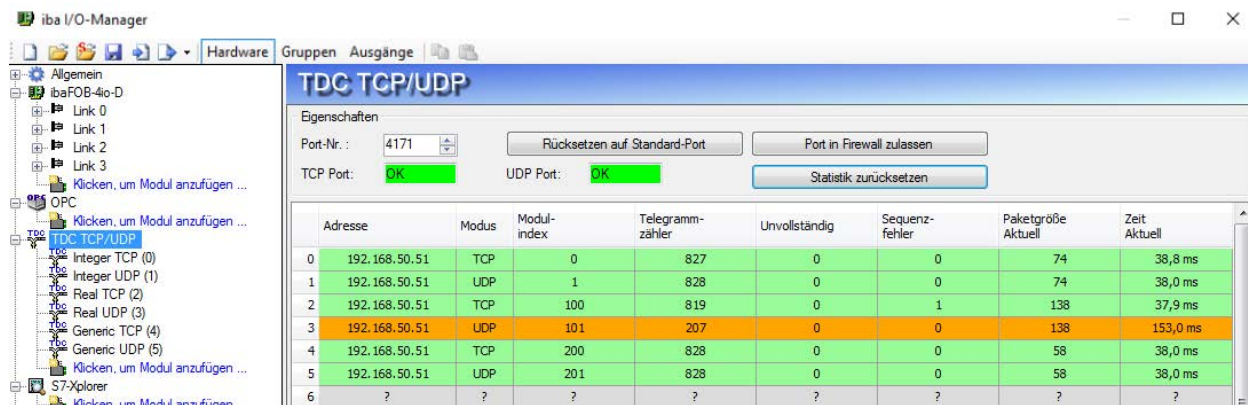 iba I/O-Manager
Hardware Gruppen Ausgänge
Allgemein
ibaFOB-4io-D
Link 0
Link 1
Link 2
Link 3
Klicken, um Modul anzufügen ...
OPC
Klicken, um Modul anzufügen ...
TDC TCP/UDP
Integer TCP (0)
Integer UDP (1)
Real TCP (2)
Real UDP (3)
Generic TCP (4)
Generic UDP (5)
Klicken, um Modul anzufügen ...
S7-Xplorer
Klicken, um Modul anzufügen
TDC TCP/UDP
Eigenschaften
Port-Nr. : 4171 Rücksetzen auf Standard-Port Port in Firewall zulassen
TCP Port: OK UDP Port: OK Statistik zurücksetzen
Adresse Modus Modul-index Telegramm-zähler Unvollständig Sequenz-fehler Paketgröße Aktuell Zeit Aktuell
0 192.168.50.51 TCP 0 827 0 0 74 38,8 ms
1 192.168.50.51 UDP 1 828 0 0 74 38,0 ms
2 192.168.50.51 TCP 100 819 0 1 138 37,9 ms
3 192.168.50.51 UDP 101 207 0 0 138 153,0 ms
4 192.168.50.51 TCP 200 828 0 0 58 38,0 ms
5 192.168.50.51 UDP 201 828 0 0 58 38,0 ms
6 ? ? ? ? ? ? ? ?